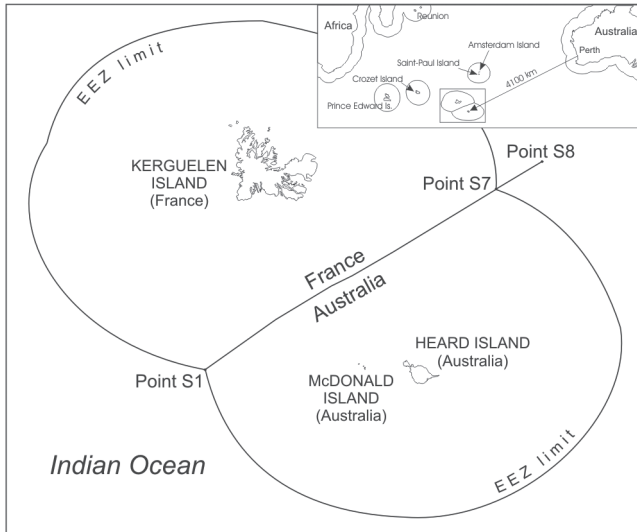 Africa
Reunion
Australia
Amsterdam Island
Perth
Saint-Paul Island
4100 km
Crozet Island
Prince Edward Is.
EEZ limit
KERGUELEN
ISLAND
(France)
Point S8
Point S7
France
Australia
HEARD ISLAND
(Australia)
Point S1
McDONALD
ISLAND
(Australia)
Indian Ocean
EEZ limit